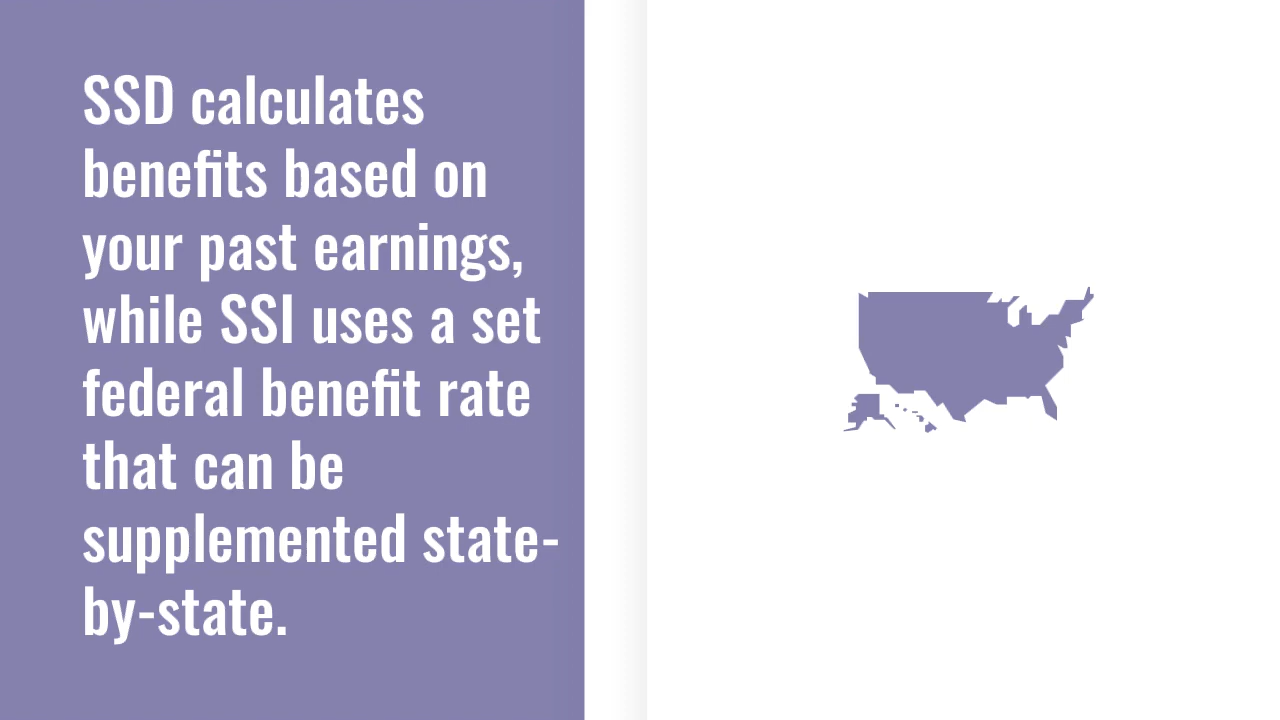 SSD calculates
benefits based on
your past earnings,
while SSI uses a set
federal benefit rate
that can be
supplemented state-
by-state.